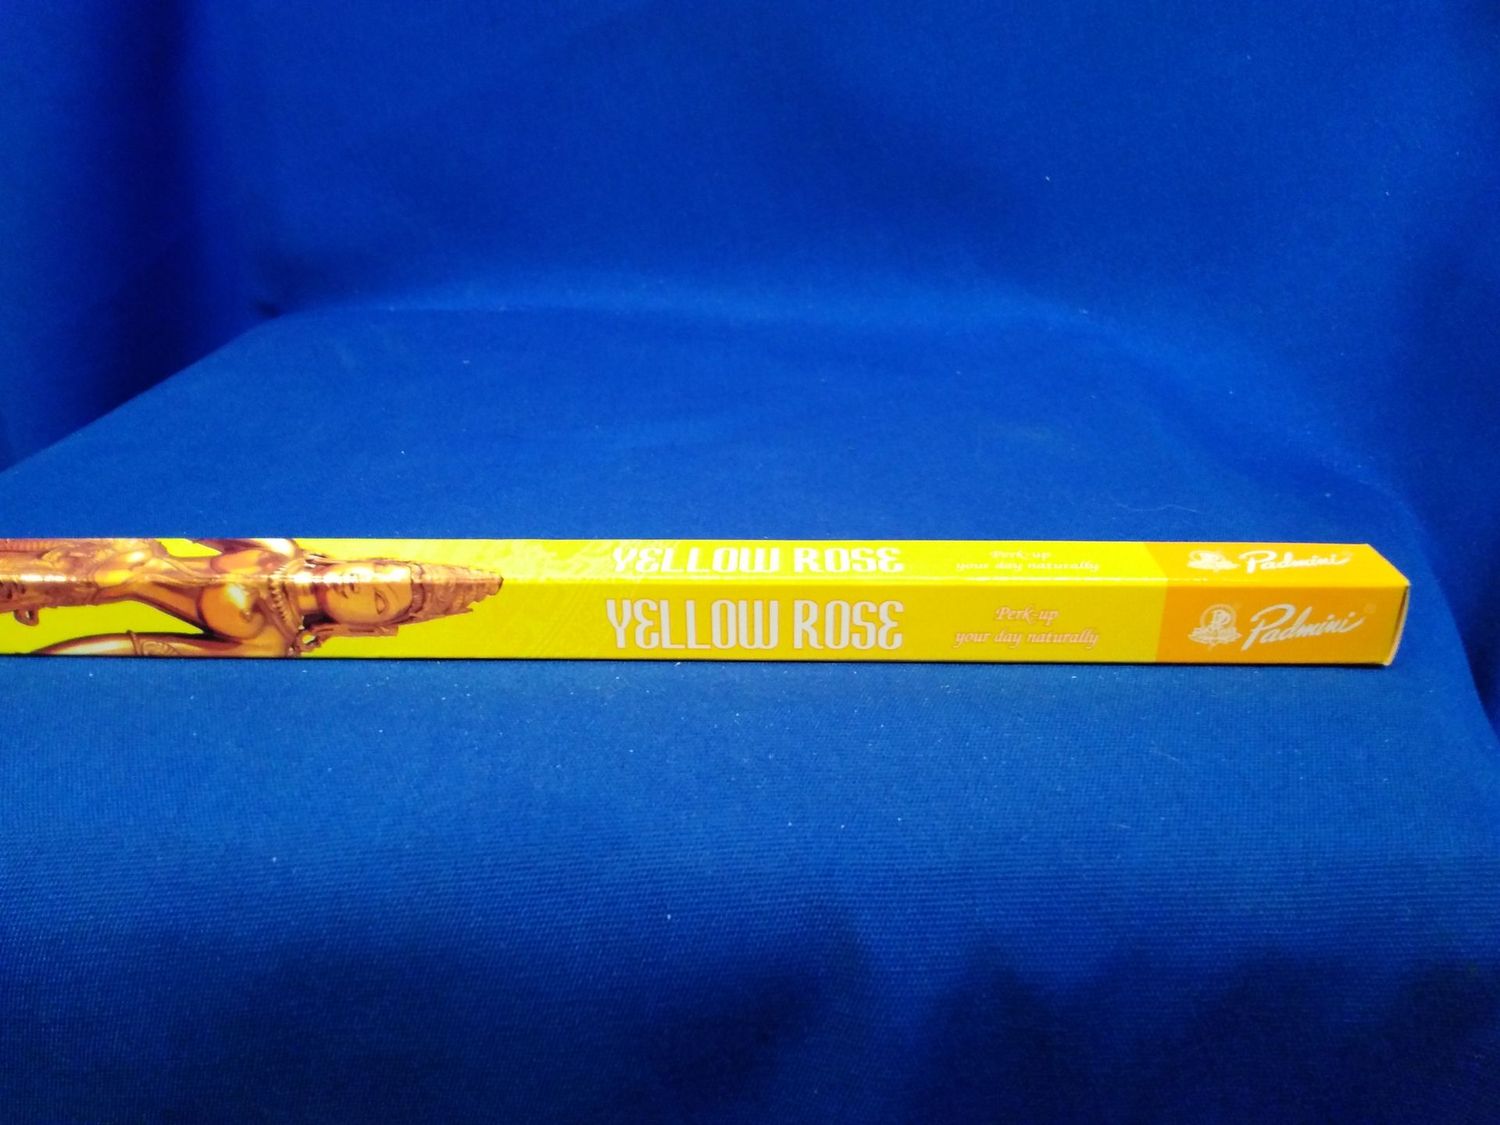 YELLOW ROSE
Perk-up
your day naturally
Padmini
YELLOW ROSE
Perk-up
your day naturally
Padmini